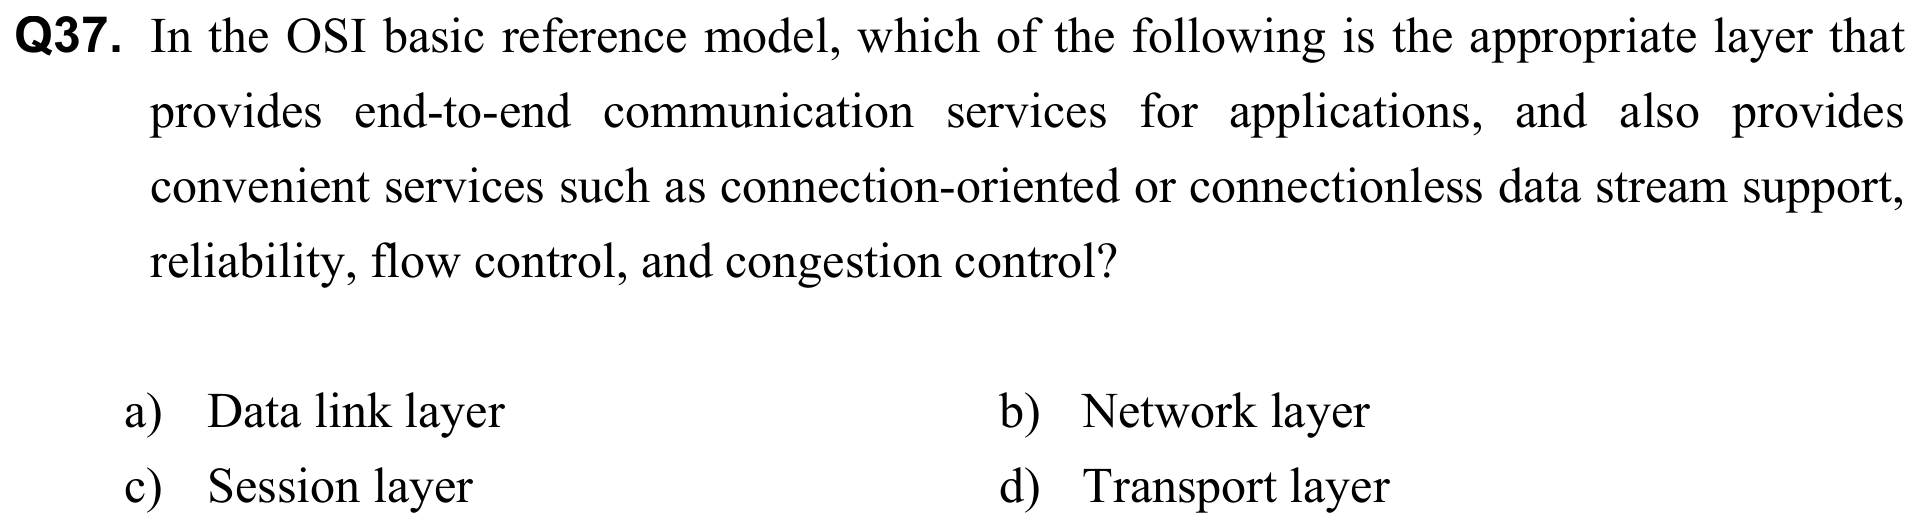 Q37. In the OSI basic reference model, which of the following is the appropriate layer that
provides end-to-end communication services for applications, and also provides
convenient services such as connection-oriented or connectionless data stream support,
reliability, flow control, and congestion control?
a) Data link layer b) Network layer
c) Session layer d) Transport layer